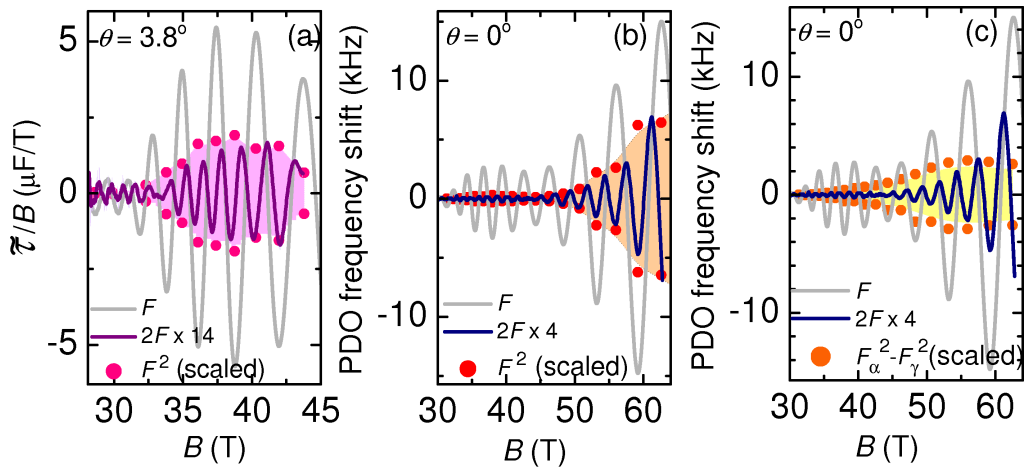 θ = 3.8°
(a)
5
0
-5
τ̃/B (μF/T)
F
2F x 14
F² (scaled)
30 35 40 45
B (T)
θ = 0°
(b)
10
0
-10
PDO frequency shift (kHz)
F
2F x 4
F² (scaled)
30 40 50 60
B (T)
θ = 0°
(c)
10
0
-10
PDO frequency shift (kHz)
F
2F x 4
Fα²-Fγ²(scaled)
30 40 50 60
B (T)